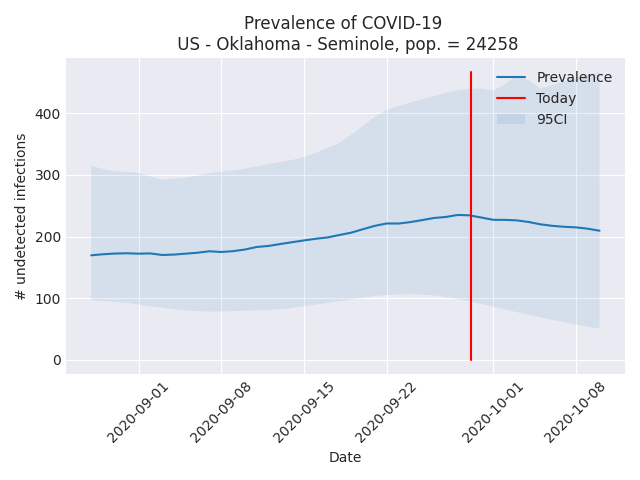 Prevalence of COVID-19
US - Oklahoma - Seminole, pop. = 24258
Prevalence
Today
95CI
# undetected infections
400
300
200
100
0
2020-09-01
2020-09-08
2020-09-15
2020-09-22
2020-10-01
2020-10-08
Date